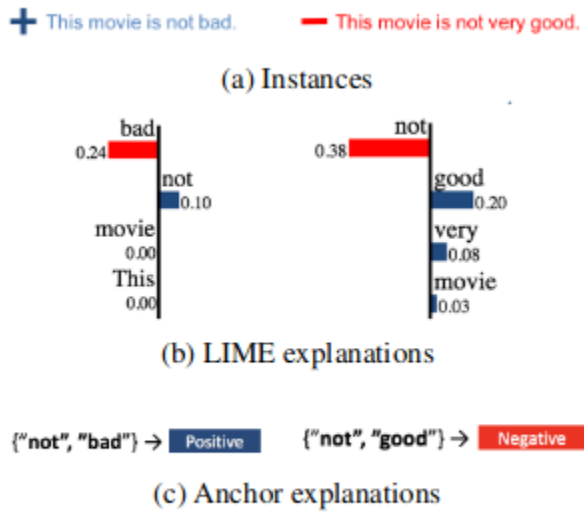 + This movie is not bad. − This movie is not very good.
(a) Instances
bad
0.24
not
0.10
movie
0.00
This
0.00
not
0.38
good
0.20
very
0.08
movie
0.03
(b) LIME explanations
{"not", "bad"} → Positive {"not", "good"} → Negative
(c) Anchor explanations